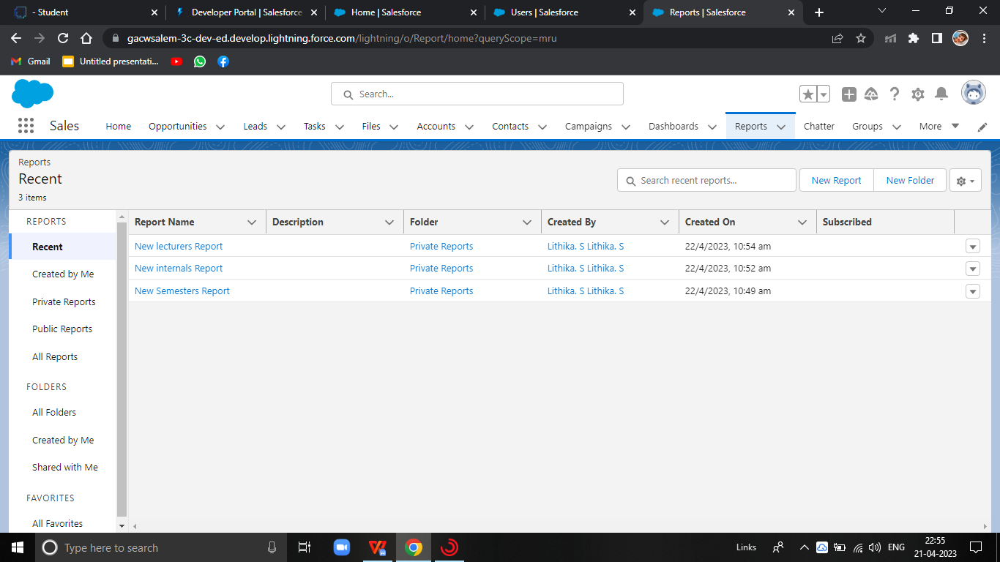 - Student
Developer Portal | Salesforce
Home | Salesforce
Users | Salesforce
Reports | Salesforce
gacwsalem-3c-dev-ed.develop.lightning.force.com/lightning/o/Report/home?queryScope=mru
Gmail
Untitled presentati...
Search...
Sales
Home
Opportunities
Leads
Tasks
Files
Accounts
Contacts
Campaigns
Dashboards
Reports
Chatter
Groups
More
Reports
Recent
3 items
Search recent reports...
New Report
New Folder
REPORTS
Recent
Created by Me
Private Reports
Public Reports
All Reports
FOLDERS
All Folders
Created by Me
Shared with Me
FAVORITES
All Favorites
Report Name Description Folder Created By Created On Subscribed
New lecturers Report Private Reports Lithika. S Lithika. S 22/4/2023, 10:54 am
New internals Report Private Reports Lithika. S Lithika. S 22/4/2023, 10:52 am
New Semesters Report Private Reports Lithika. S Lithika. S 22/4/2023, 10:49 am
Type here to search
Links
ENG
22:55
21-04-2023